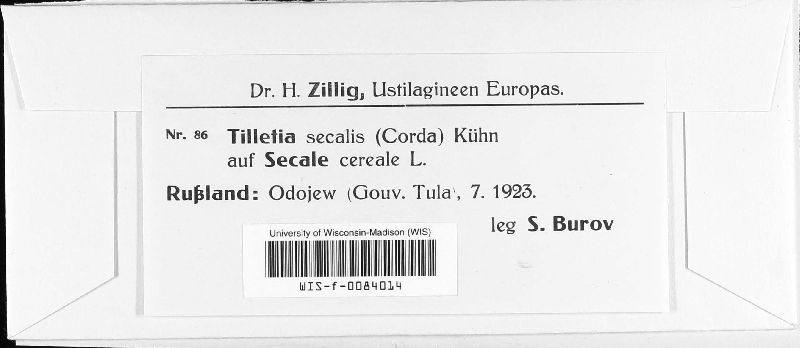 Dr. H. Zillig, Ustilagineen Europas.
Nr. 86 Tilletia secalis (Corda) Kühn
auf Secale cereale L.
Rußland: Odojew (Gouv. Tula), 7. 1923.
leg S. Burov
University of Wisconsin-Madison (WIS)
WIS-f-0084014